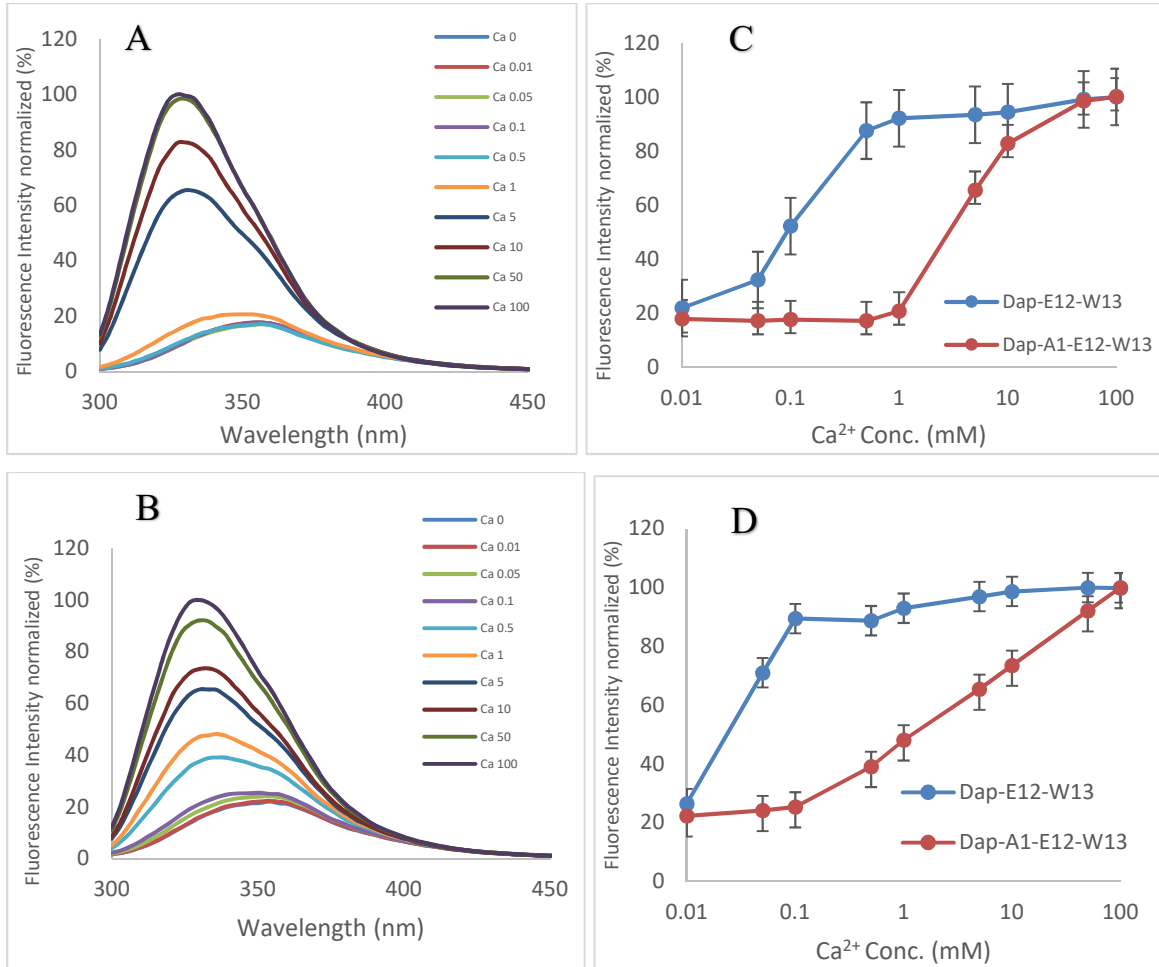 A
Fluorescence Intensity normalized (%)
120
100
80
60
40
20
0
300
350
400
450
Wavelength (nm)
Ca 0
Ca 0.01
Ca 0.05
Ca 0.1
Ca 0.5
Ca 1
Ca 5
Ca 10
Ca 50
Ca 100
C
Fluorescence Intensity normalized (%)
120
100
80
60
40
20
0
0.01
0.1
1
10
100
Ca²⁺ Conc. (mM)
Dap-E12-W13
Dap-A1-E12-W13
B
Fluorescence Intensity normalized (%)
120
100
80
60
40
20
0
300
350
400
450
Wavelength (nm)
Ca 0
Ca 0.01
Ca 0.05
Ca 0.1
Ca 0.5
Ca 1
Ca 5
Ca 10
Ca 50
Ca 100
D
Fluorescence Intensity normalized (%)
120
100
80
60
40
20
0
0.01
0.1
1
10
100
Ca²⁺ Conc. (mM)
Dap-E12-W13
Dap-A1-E12-W13